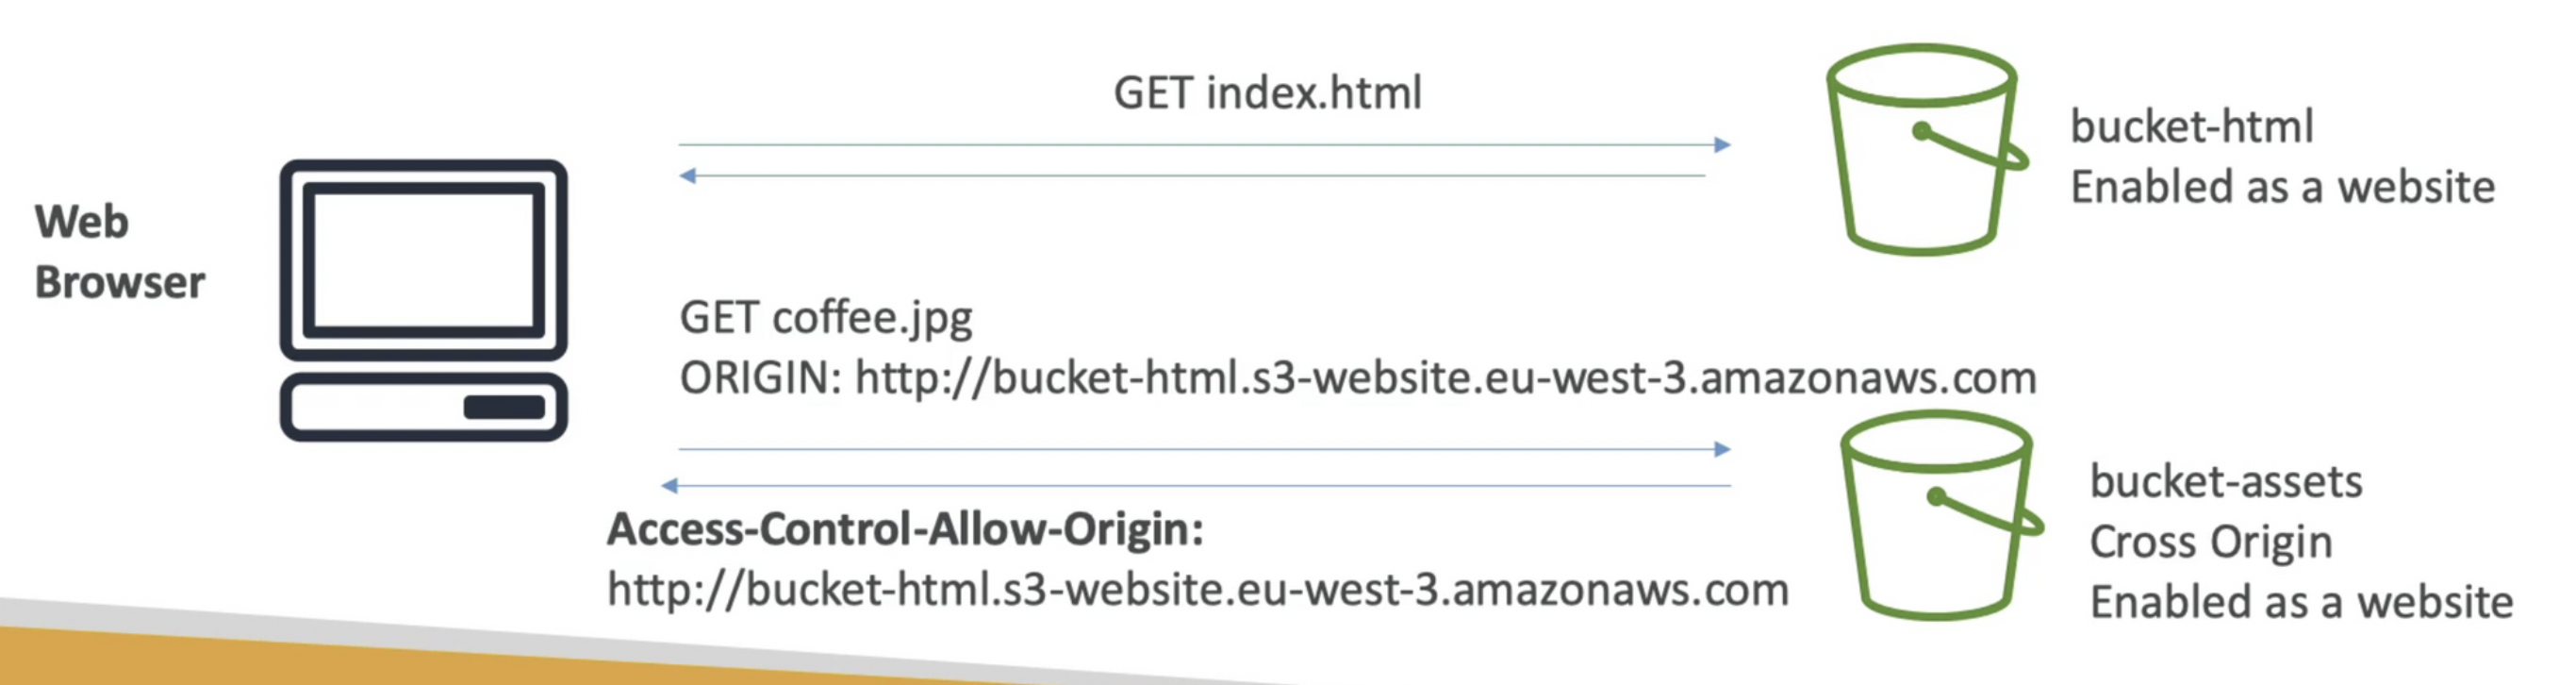 GET index.html
bucket-html
Enabled as a website
Web
Browser
GET coffee.jpg
ORIGIN: http://bucket-html.s3-website.eu-west-3.amazonaws.com
Access-Control-Allow-Origin:
http://bucket-html.s3-website.eu-west-3.amazonaws.com
bucket-assets
Cross Origin
Enabled as a website